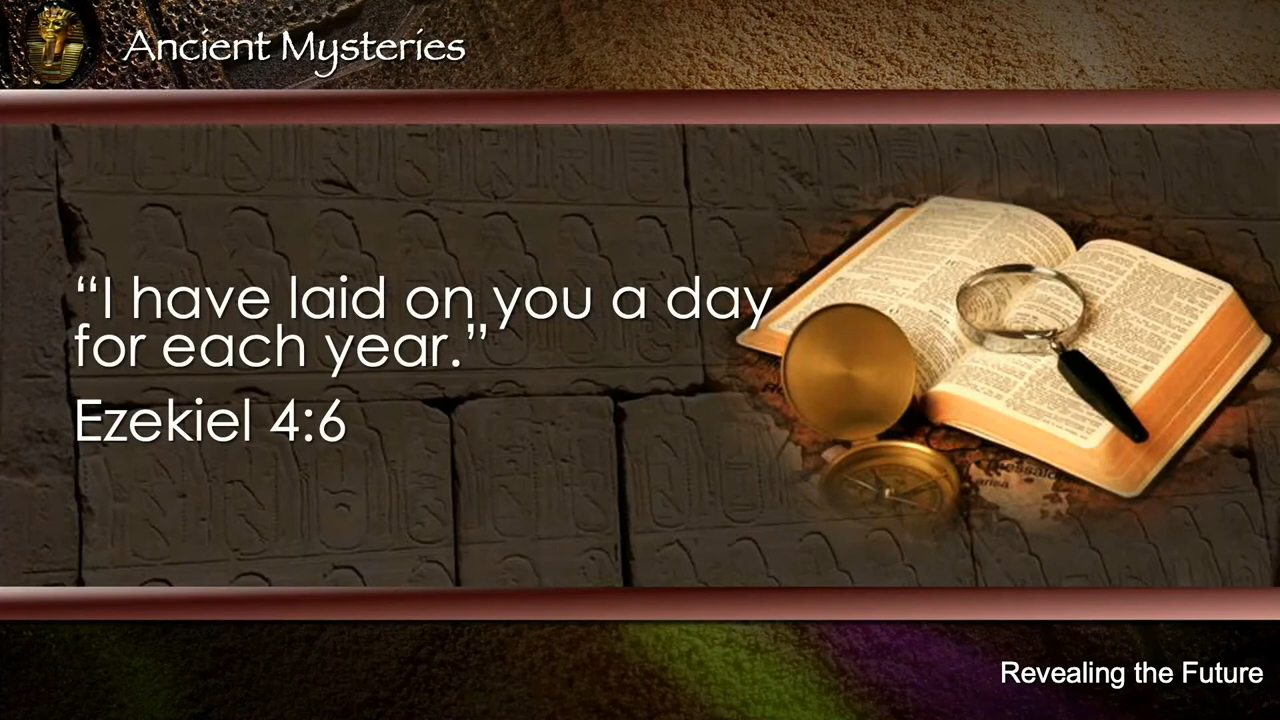 Ancient Mysteries
“I have laid on you a day
for each year.”
Ezekiel 4:6
Revealing the Future